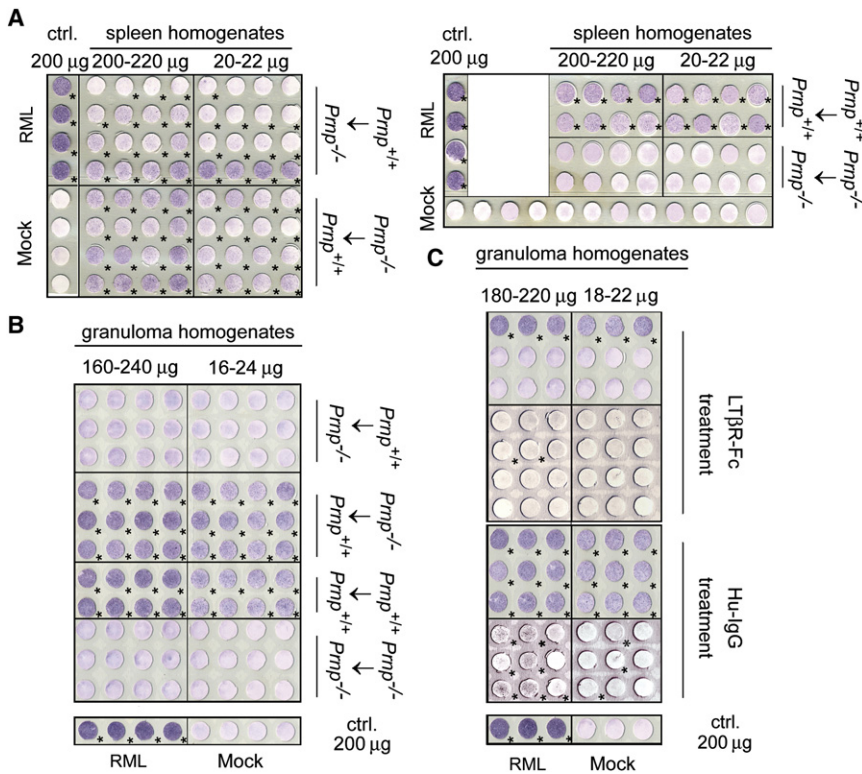 A
ctrl.
200 µg
spleen homogenates
200-220 µg
20-22 µg
RML
Mock
Prnp-/- ← Prnp+/+
Prnp+/+ ← Prnp-/-
ctrl.
200 µg
spleen homogenates
200-220 µg
20-22 µg
RML
Mock
Prnp+/+ ← Prnp+/+
Prnp-/- ← Prnp-/-
B
granuloma homogenates
160-240 µg
16-24 µg
Prnp-/- ← Prnp+/+
Prnp+/+ ← Prnp-/-
Prnp+/+ ← Prnp+/+
Prnp-/- ← Prnp-/-
ctrl.
200 µg
RML
Mock
C
granuloma homogenates
180-220 µg
18-22 µg
LTβR-Fc
treatment
Hu-IgG
treatment
ctrl.
200 µg
RML
Mock